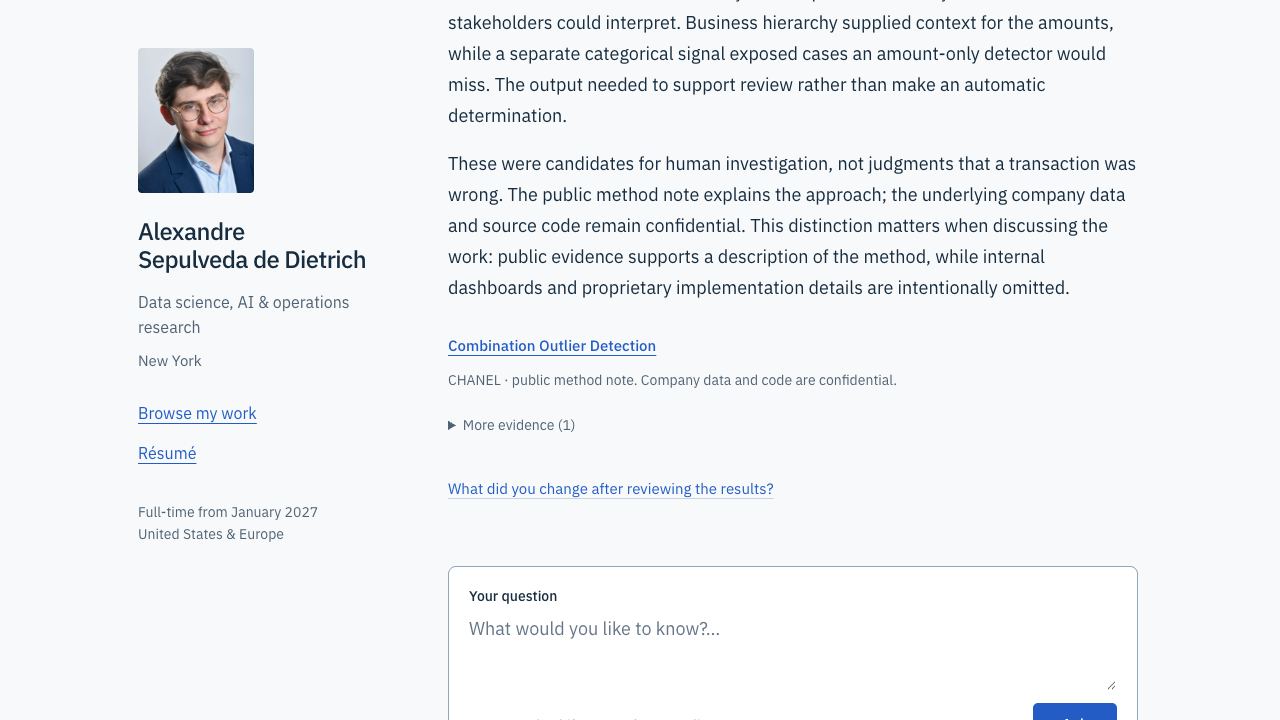 Alexandre
Sepulveda de Dietrich
Data science, AI & operations
research
New York
Browse my work
Résumé
Full-time from January 2027
United States & Europe
stakeholders could interpret. Business hierarchy supplied context for the amounts,
while a separate categorical signal exposed cases an amount-only detector would
miss. The output needed to support review rather than make an automatic
determination.
These were candidates for human investigation, not judgments that a transaction was
wrong. The public method note explains the approach; the underlying company data
and source code remain confidential. This distinction matters when discussing the
work: public evidence supports a description of the method, while internal
dashboards and proprietary implementation details are intentionally omitted.
Combination Outlier Detection
CHANEL · public method note. Company data and code are confidential.
More evidence (1)
What did you change after reviewing the results?
Your question
What would you like to know?...